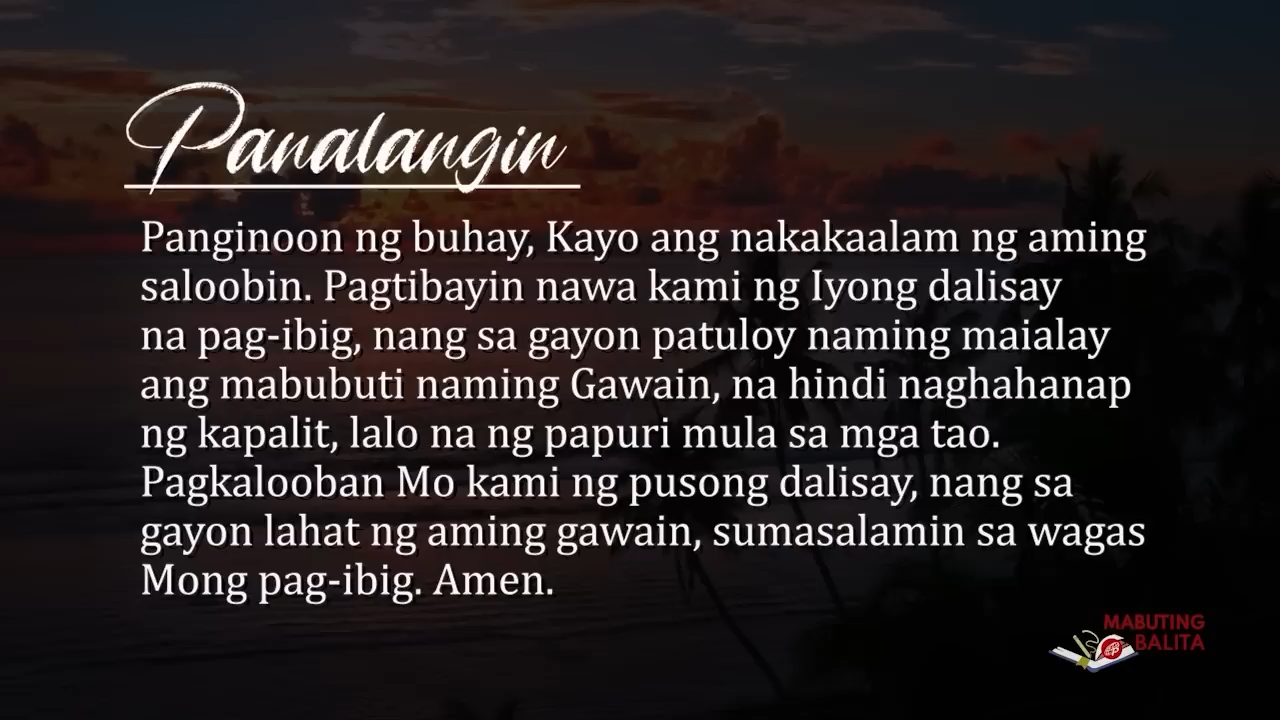 Panalangin
Panginoon ng buhay, Kayo ang nakakaalam ng aming
saloobin. Pagtibayin nawa kami ng Iyong dalisay
na pag-ibig, nang sa gayon patuloy naming maialay
ang mabubuti naming Gawain, na hindi naghahanap
ng kapalit, lalo na ng papuri mula sa mga tao.
Pagkalooban Mo kami ng pusong dalisay, nang sa
gayon lahat ng aming gawain, sumasalamin sa wagas
Mong pag-ibig. Amen.
MABUTING
BALITA